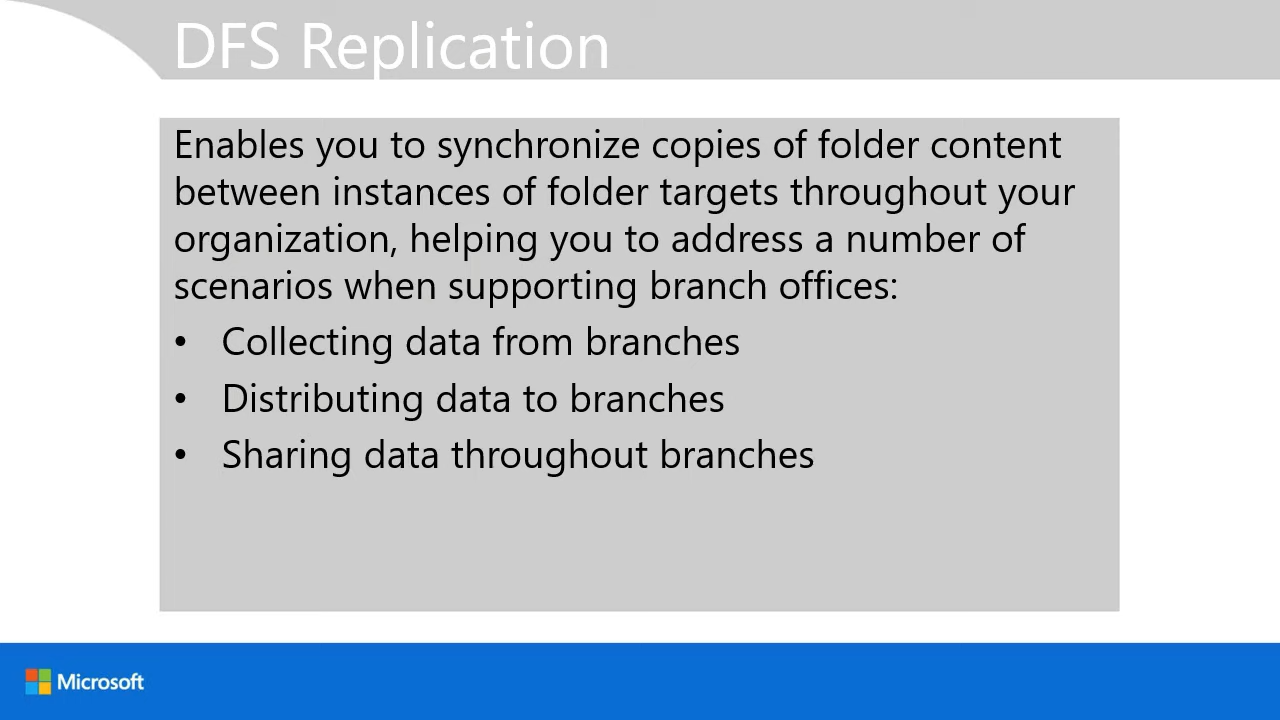 DFS Replication
Enables you to synchronize copies of folder content
between instances of folder targets throughout your
organization, helping you to address a number of
scenarios when supporting branch offices:
• Collecting data from branches
• Distributing data to branches
• Sharing data throughout branches
Microsoft